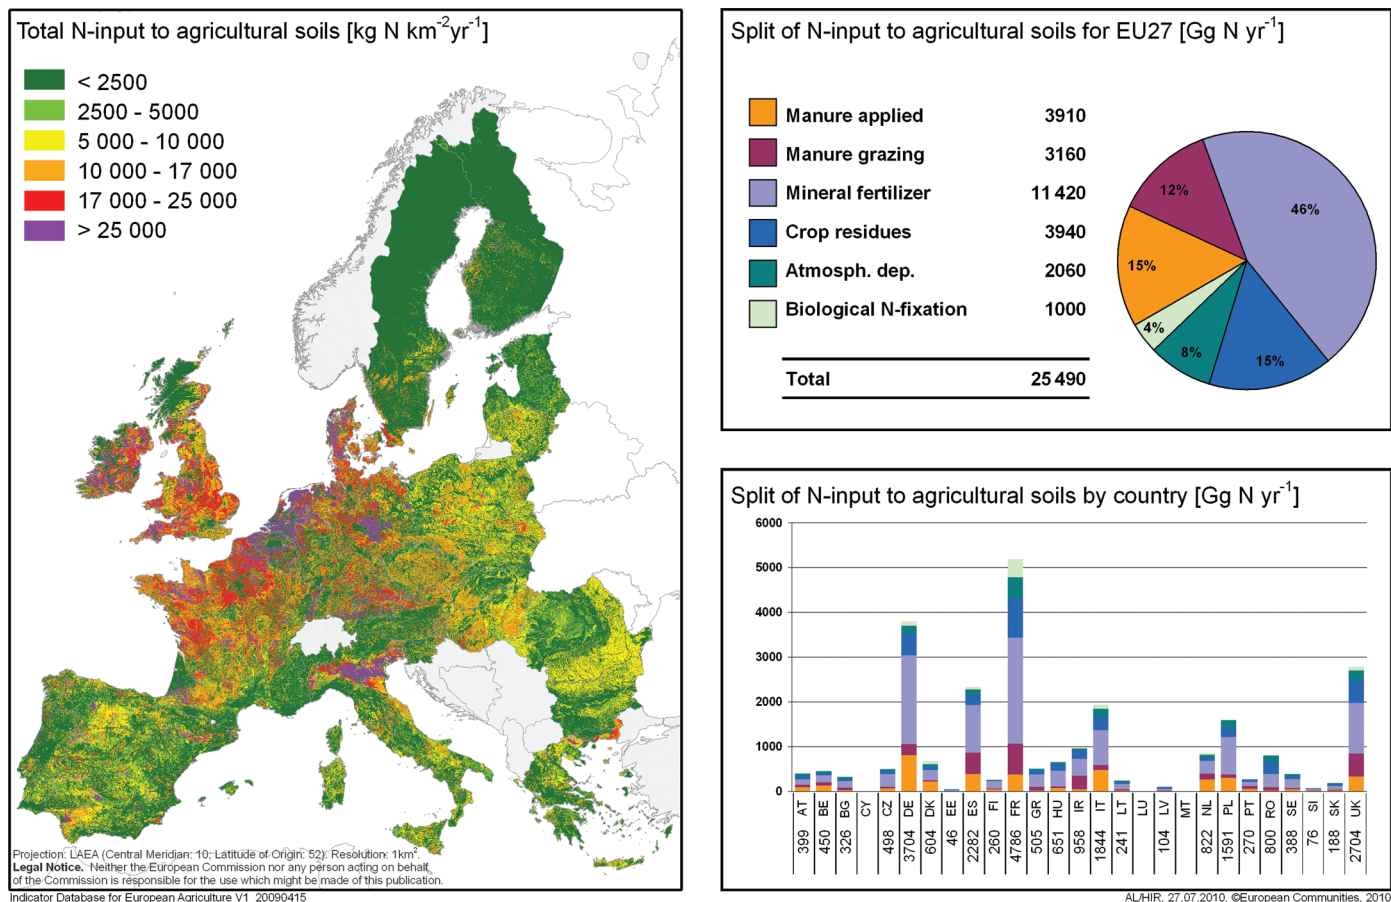 Total N-input to agricultural soils [kg N km-2yr-1]
< 2500
2500 - 5000
5 000 - 10 000
10 000 - 17 000
17 000 - 25 000
> 25 000
Projection: LAEA (Central Meridian: 10; Latitude of Origin: 52). Resolution: 1km2.
Legal Notice. Neither the European Commission nor any person acting on behalf
of the Commission is responsible for the use which might be made of this publication.
Indicator Database for European Agriculture V1 20090415
Split of N-input to agricultural soils for EU27 [Gg N yr-1]
Manure applied 3910
Manure grazing 3160
Mineral fertilizer 11 420
Crop residues 3940
Atmosph. dep. 2060
Biological N-fixation 1000
Total 25 490
46%
12%
15%
4%
8%
15%
Split of N-input to agricultural soils by country [Gg N yr-1]
6000
5000
4000
3000
2000
1000
0
399 AT
450 BE
326 BG
CY
498 CZ
3704 DE
604 DK
46 EE
2282 ES
260 FI
4786 FR
505 GR
651 HU
958 IR
1844 IT
241 LT
LU
104 LV
MT
822 NL
1591 PL
270 PT
800 RO
388 SE
76 SI
188 SK
2704 UK
AL/HIR, 27.07.2010, ©European Communities, 2010